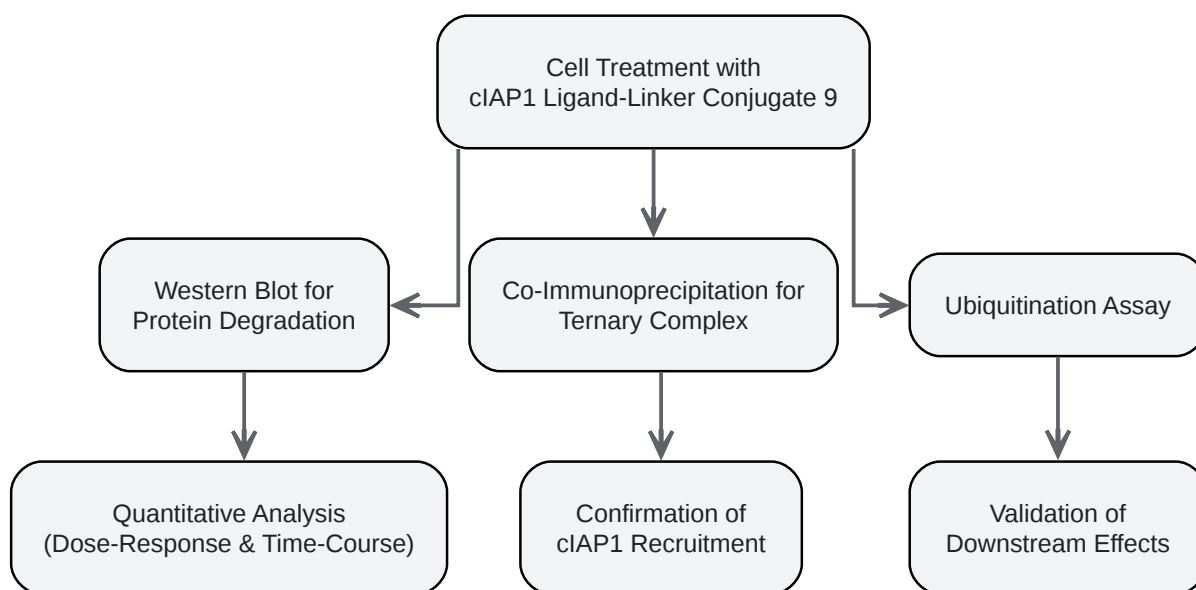 Cell Treatment with
cIAP1 Ligand-Linker Conjugate 9
Western Blot for
Protein Degradation
Co-Immunoprecipitation for
Ternary Complex
Ubiquitination Assay
Quantitative Analysis
(Dose-Response & Time-Course)
Confirmation of
cIAP1 Recruitment
Validation of
Downstream Effects